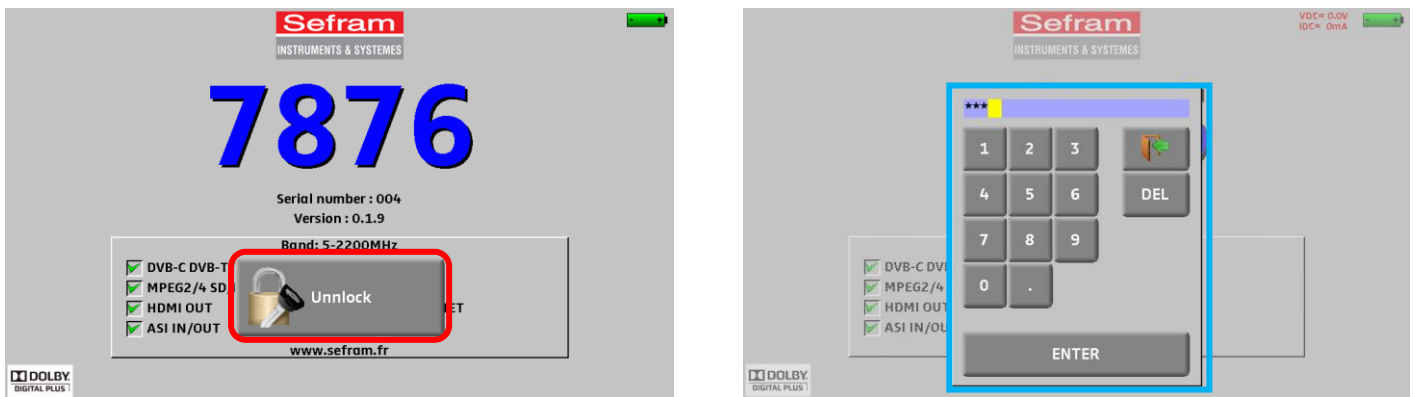 Sefram
INSTRUMENTS & SYSTEMES
- +
7876
Serial number : 004
Version : 0.1.9
Band: 5-2200MHz
DVB-C DVB-T
MPEG2/4 SD
HDMI OUT
ET
ASI IN/OUT
Unnlock
www.sefram.fr
DOLBY.
DIGITAL PLUS
Sefram
INSTRUMENTS & SYSTEMES
VDC= 0.0V
IDC= 0mA
- +
***
1 2 3
4 5 6 DEL
7 8 9
0 .
ENTER
DVB-C DV
MPEG2/4
HDMI OUT
ASI IN/OU
DOLBY.
DIGITAL PLUS